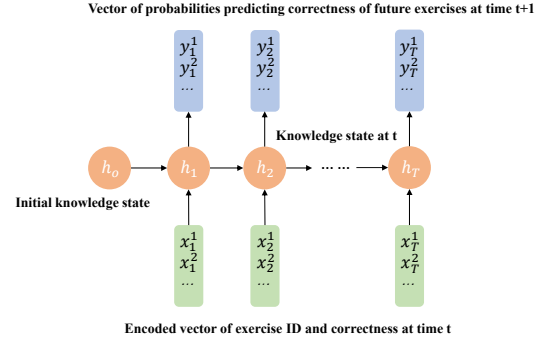 Vector of probabilities predicting correctness of future exercises at time t+1
y_1^1 y_2^1 y_T^1
y_1^2 y_2^2 y_T^2
... ... ...
Knowledge state at t
h_o h_1 h_2 ... ... h_T
Initial knowledge state
x_1^1 x_2^1 x_T^1
x_1^2 x_2^2 x_T^2
... ... ...
Encoded vector of exercise ID and correctness at time t